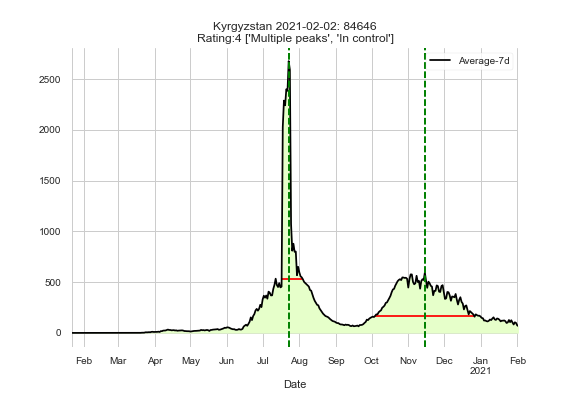 Kyrgyzstan 2021-02-02: 84646
Rating:4 ['Multiple peaks', 'In control']
Average-7d
2500
2000
1500
1000
500
0
Feb Mar Apr May Jun Jul Aug Sep Oct Nov Dec Jan Feb
2021
Date